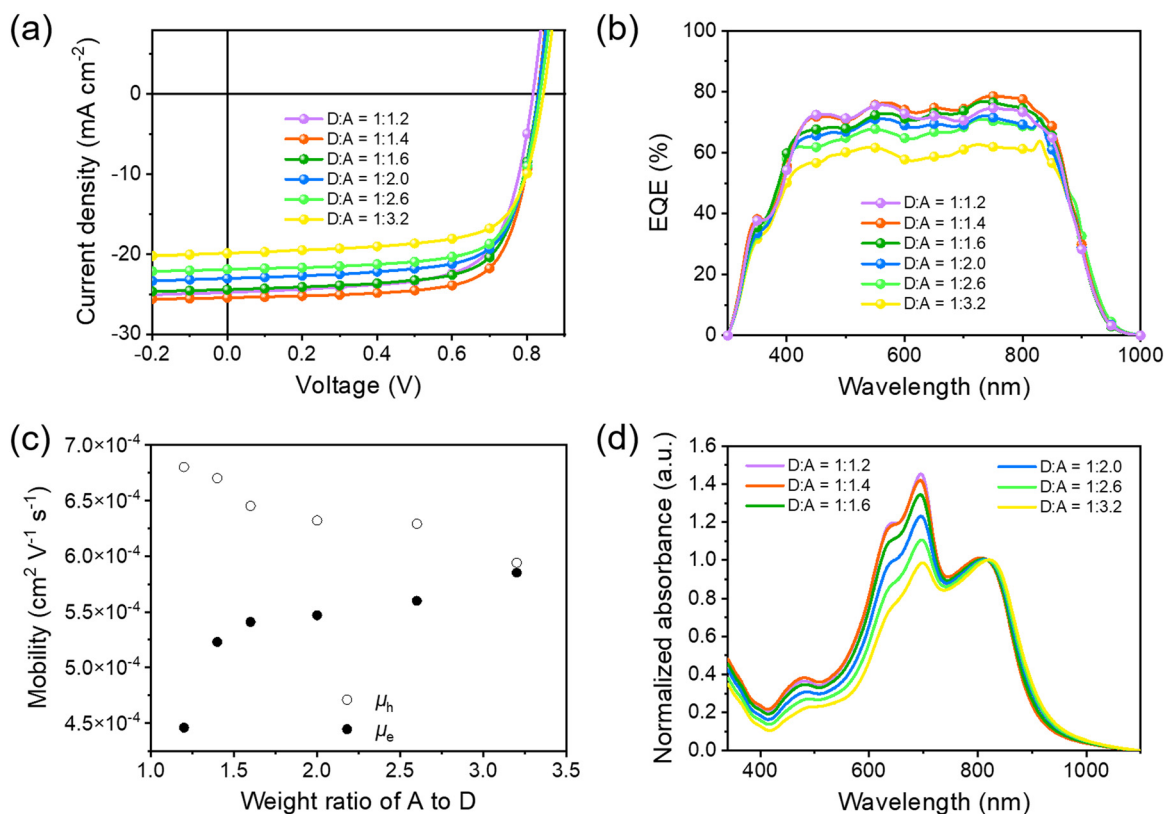 (a)
Current density (mA cm⁻²)
0
-10
-20
-30
D:A = 1:1.2
D:A = 1:1.4
D:A = 1:1.6
D:A = 1:2.0
D:A = 1:2.6
D:A = 1:3.2
-0.2 0.0 0.2 0.4 0.6 0.8
Voltage (V)
(b)
EQE (%)
100
80
60
40
20
0
D:A = 1:1.2
D:A = 1:1.4
D:A = 1:1.6
D:A = 1:2.0
D:A = 1:2.6
D:A = 1:3.2
400 600 800 1000
Wavelength (nm)
(c)
Mobility (cm² V⁻¹ s⁻¹)
7.0×10⁻⁴
6.5×10⁻⁴
6.0×10⁻⁴
5.5×10⁻⁴
5.0×10⁻⁴
4.5×10⁻⁴
μh
μe
1.0 1.5 2.0 2.5 3.0 3.5
Weight ratio of A to D
(d)
Normalized absorbance (a.u.)
1.6
1.4
1.2
1.0
0.8
0.6
0.4
0.2
0.0
D:A = 1:1.2 D:A = 1:2.0
D:A = 1:1.4 D:A = 1:2.6
D:A = 1:1.6 D:A = 1:3.2
400 600 800 1000
Wavelength (nm)